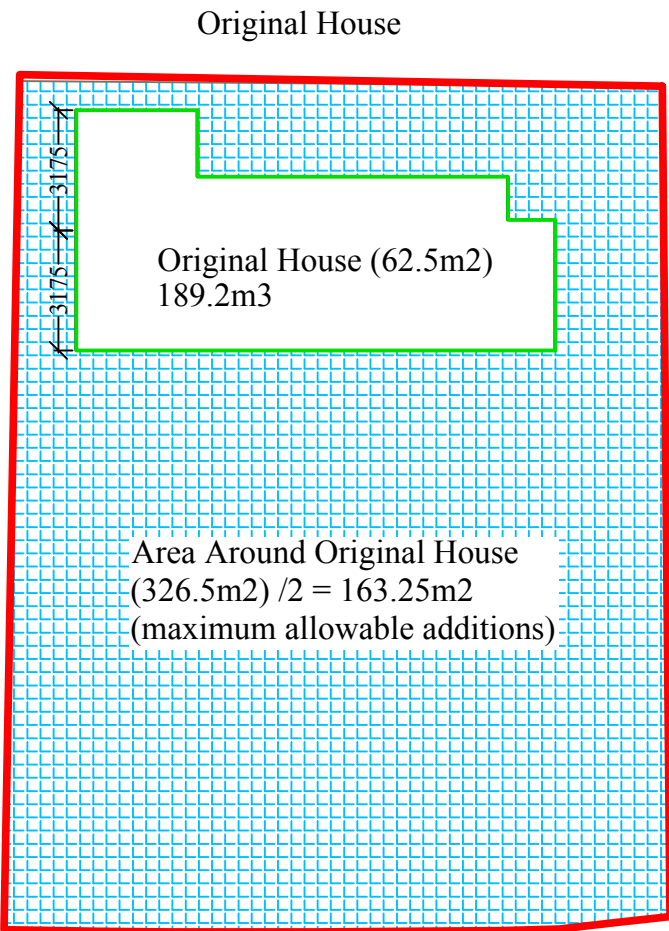 Original House
3175
3175
Original House (62.5m2)
189.2m3
Area Around Original House
(326.5m2) /2 = 163.25m2
(maximum allowable additions)